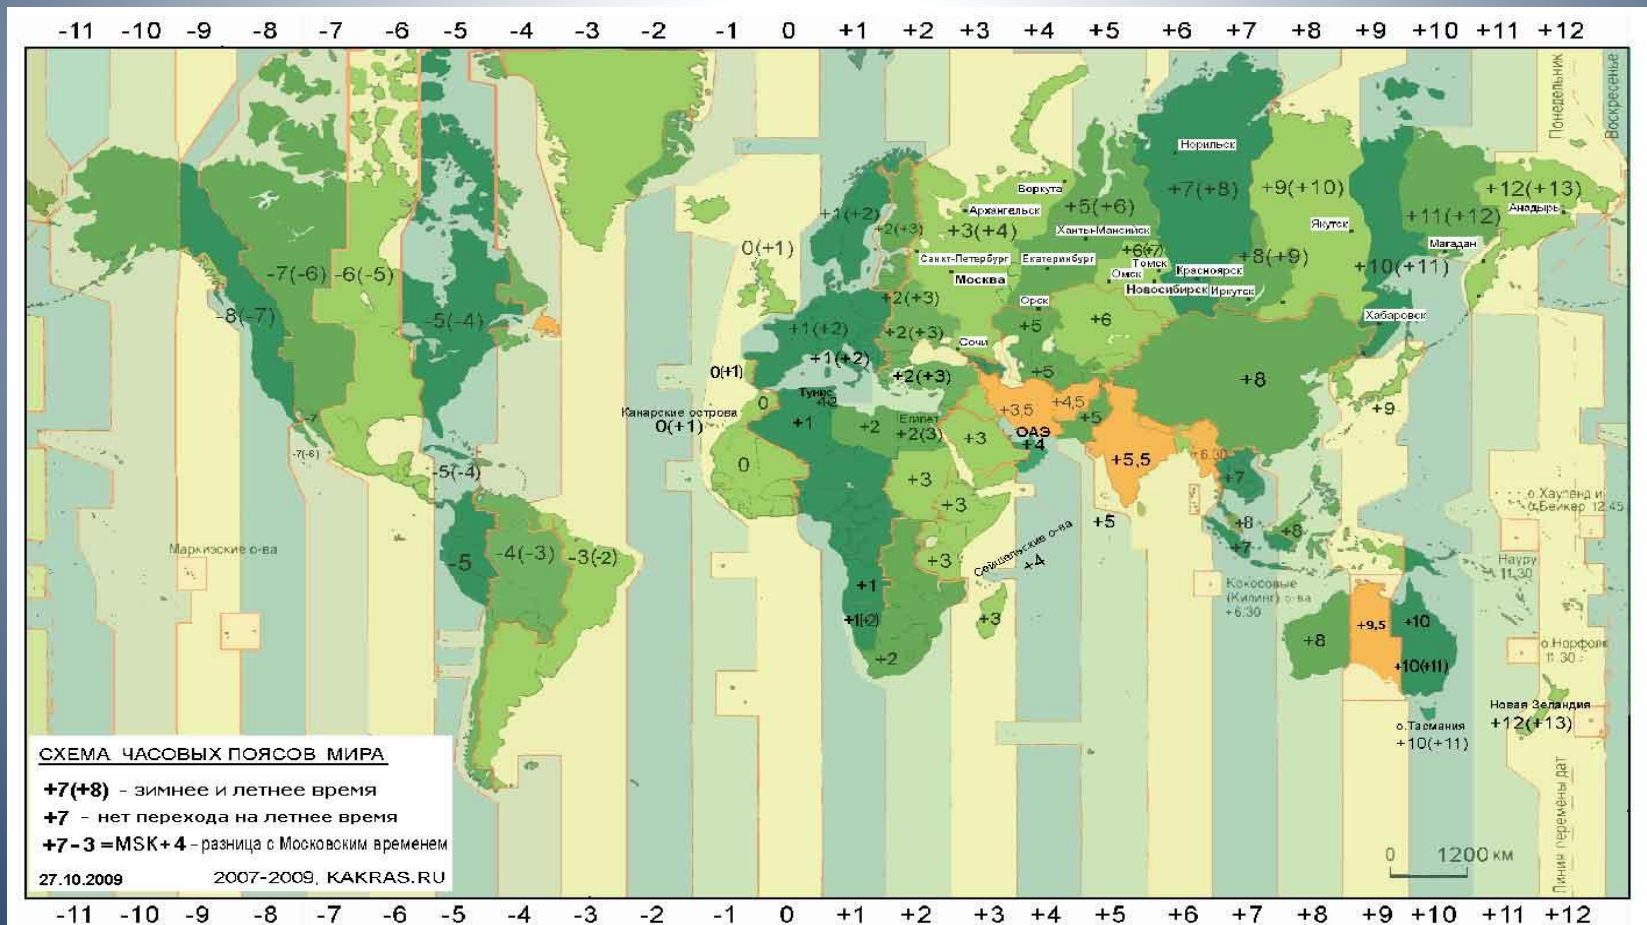 -11 -10 -9 -8 -7 -6 -5 -4 -3 -2 -1 0 +1 +2 +3 +4 +5 +6 +7 +8 +9 +10 +11 +12
Понедельник
Воскресенье
Норильск
+7(+8)
+9(+10)
+12(+13)
Воркута
+5(+6)
Анадырь
Архангельск
+1(+2)
+11(+12)
+2(+3)
+3(+4)
Якутск
Ханты-Мансийск
0(+1)
+6(+7)
Магадан
+8(+9)
Санкт-Петербург
Екатеринбург
Томск
-7(-6)
-6(-5)
Омск
Красноярск
+10(+11)
Москва
Новосибирск
Иркутск
+2(+3)
Орск
-8(-7)
-5(-4)
Хабаровск
+1(+2)
+2(+3)
+5
+6
Сочи
+1(+2)
0(+1)
+2(+3)
+5
+8
Тунис
0
+3,5
+4,5
+9
Канарские острова
0(+1)
-7
+1
+2
Египет
+2(3)
+5
+3
ОАЭ
+4
-7(-6)
+6.30
+5,5
-5(-4)
0
+3
+7
+3
о.Хауленд и
о.Бейкер 12.45
+5
+8
+8
Маркизские о-ва
Сейшельские о-ва
+4
+7
-5
-4(-3)
-3(-2)
+3
Науру
11.30
+1
Кокосовые
(Килинг) о-ва
+6.30
+1(+2)
+3
+8
+9,5
+10
о.Норфолк
11.30
+2
+10(+11)
Новая Зеландия
+12(+13)
о.Тасмания
+10(+11)
СХЕМА ЧАСОВЫХ ПОЯСОВ МИРА
+7(+8) - зимнее и летнее время
+7 - нет перехода на летнее время
+7-3 =MSK+4 - разница с Московским временем
27.10.2009 2007-2009, KAKRAS.RU
Линия перемены дат
0 1200 км
-11 -10 -9 -8 -7 -6 -5 -4 -3 -2 -1 0 +1 +2 +3 +4 +5 +6 +7 +8 +9 +10 +11 +12